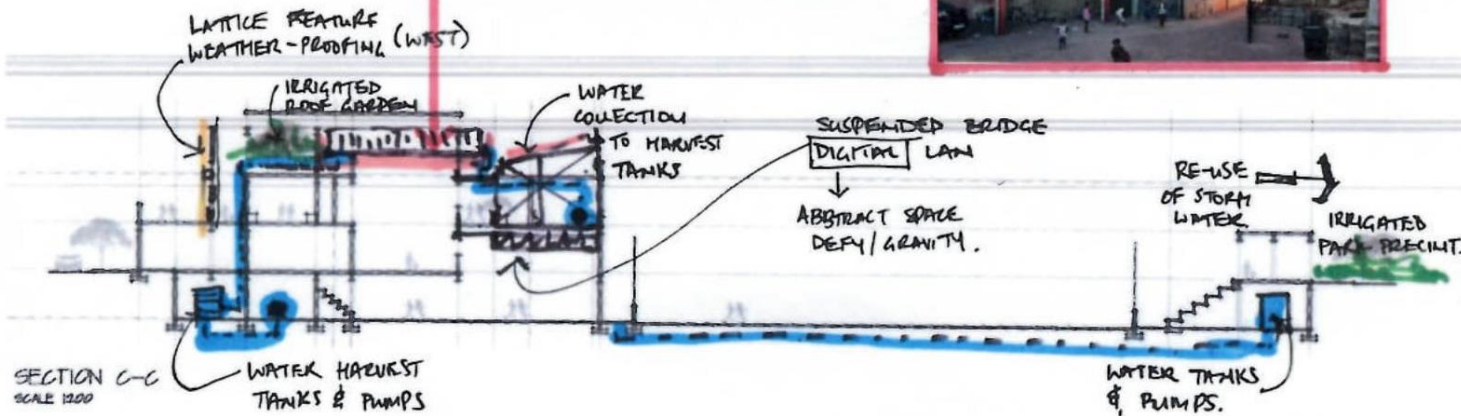 LATTICE FEATURE
WEATHER-PROOFING (WEST)
IRRIGATED
ROOF GARDEN
WATER
COLLECTION
TO HARVEST
TANKS
SUSPENDED BRIDGE
DIGITAL LAN
ABBTRACT SPACE
DEFY/GRAVITY.
RE-USE
OF STORM
WATER
IRRIGATED
PARK PRECINT.
SECTION C-C
SCALE 1:200
WATER HARVEST
TANKS & PUMPS
WATER TANKS
& PUMPS.